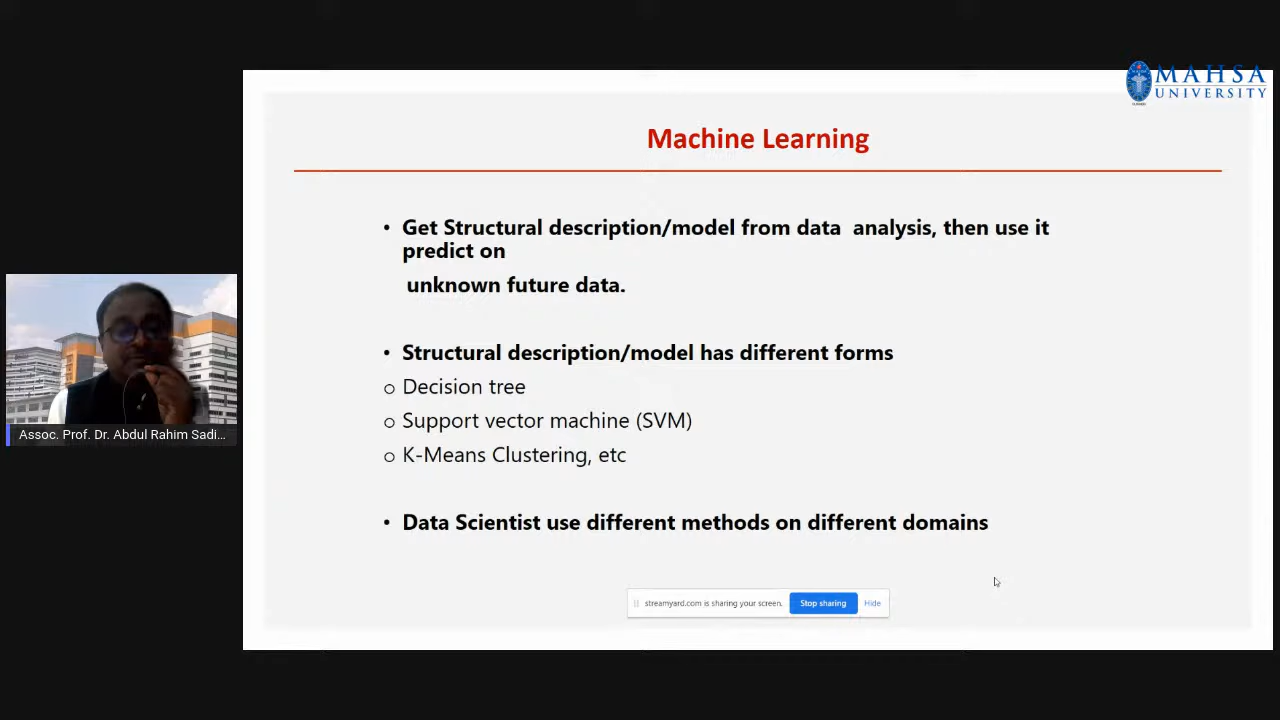 MAHSA
UNIVERSITY
Machine Learning
• Get Structural description/model from data analysis, then use it
predict on
unknown future data.
• Structural description/model has different forms
o Decision tree
o Support vector machine (SVM)
o K-Means Clustering, etc
• Data Scientist use different methods on different domains
Assoc. Prof. Dr. Abdul Rahim Sadi...
streamyard.com is sharing your screen. Stop sharing Hide